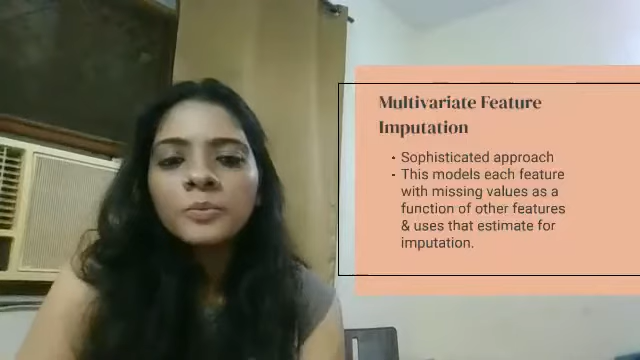 Multivariate Feature
Imputation
• Sophisticated approach
• This models each feature
with missing values as a
function of other features
& uses that estimate for
imputation.